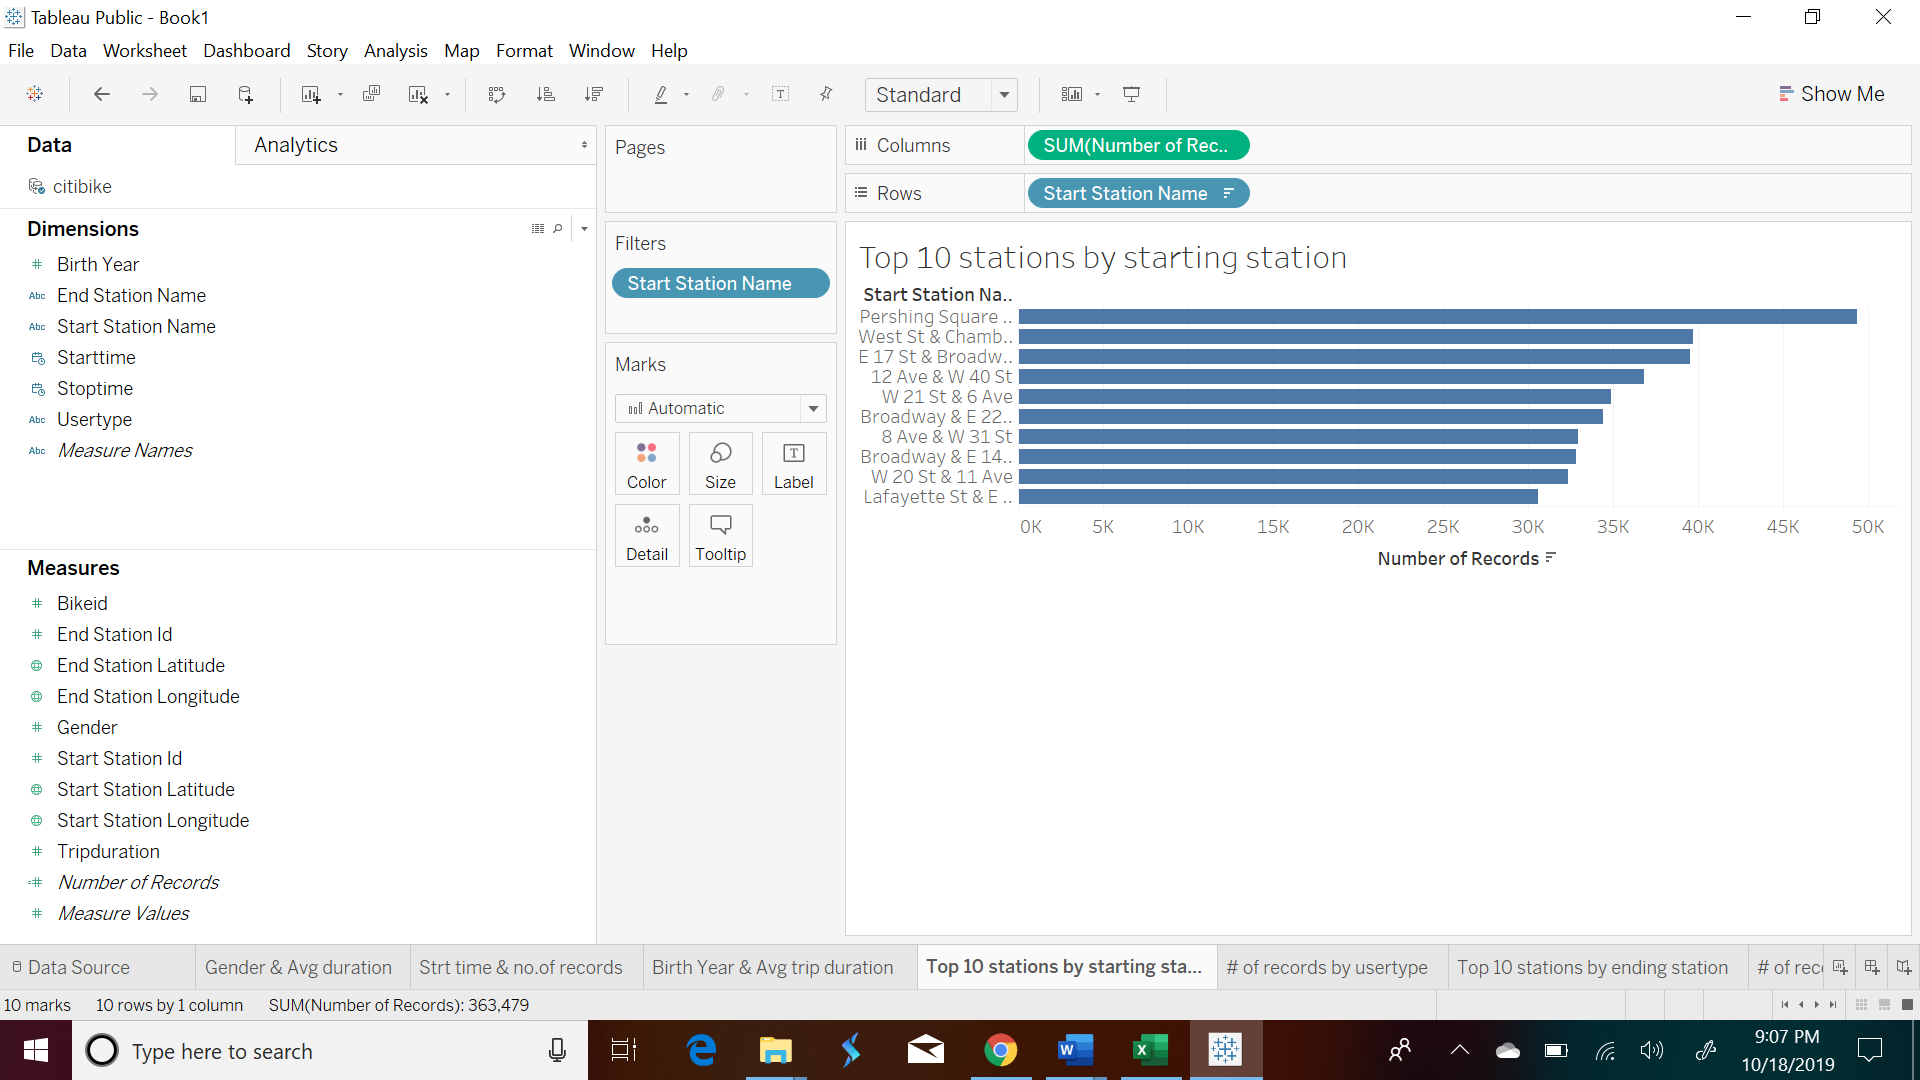 Tableau Public - Book1
File Data Worksheet Dashboard Story Analysis Map Format Window Help
Standard
Show Me
Data
Analytics
citibike
Dimensions
Abc
Birth Year
Abc End Station Name
Abc Start Station Name
Starttime
Stoptime
Abc Usertype
Abc Measure Names
Measures
# Bikeid
# End Station Id
End Station Latitude
End Station Longitude
# Gender
# Start Station Id
Start Station Latitude
Start Station Longitude
# Tripduration
=# Number of Records
# Measure Values
Pages
Filters
Start Station Name
Marks
Automatic
Color Size Label
Detail Tooltip
Columns SUM(Number of Rec..
Rows Start Station Name
Top 10 stations by starting station
Start Station Na..
Pershing Square ..
West St & Chamb..
E 17 St & Broadw..
12 Ave & W 40 St
W 21 St & 6 Ave
Broadway & E 22..
8 Ave & W 31 St
Broadway & E 14..
W 20 St & 11 Ave
Lafayette St & E ..
0K 5K 10K 15K 20K 25K 30K 35K 40K 45K 50K
Number of Records
Data Source Gender & Avg duration Strt time & no.of records Birth Year & Avg trip duration Top 10 stations by starting sta... # of records by usertype Top 10 stations by ending station # of rec
10 marks 10 rows by 1 column SUM(Number of Records): 363,479
Type here to search
9:07 PM
10/18/2019